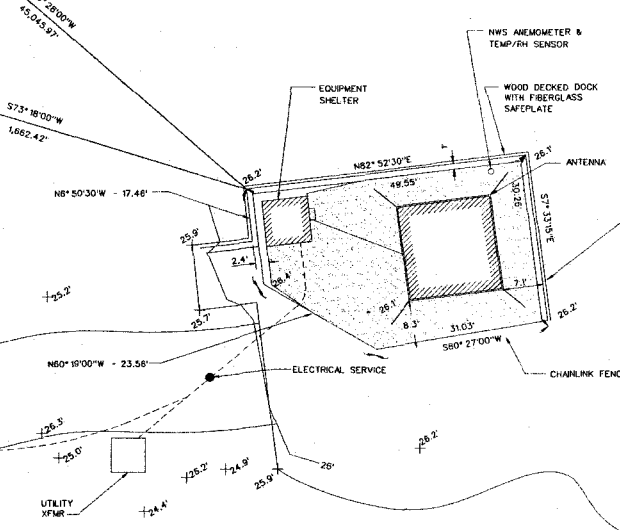 28'00"W
45,045.97'
S73° 18'00"W
1,662.42'
NWS ANEMOMETER &
TEMP/RH SENSOR
EQUIPMENT
SHELTER
WOOD DECKED DOCK
WITH FIBERGLASS
SAFEPLATE
N82° 52'30"E
26.2'
26.1'
1'
ANTENNA
49.55'
30.26'
S7° 33'15"E
N6° 50'30"W - 17.46'
25.9'
2.4'
28.4'
25.2'
25.7'
26.1'
7.1'
26.2'
8.3'
31.03'
S80° 27'00"W
N60° 19'00"W - 23.56'
ELECTRICAL SERVICE
CHAINLINK FENC
26.3'
25.0'
26.2'
25.2'
24.9'
25.9'
26'
UTILITY
XFMR
24.4'